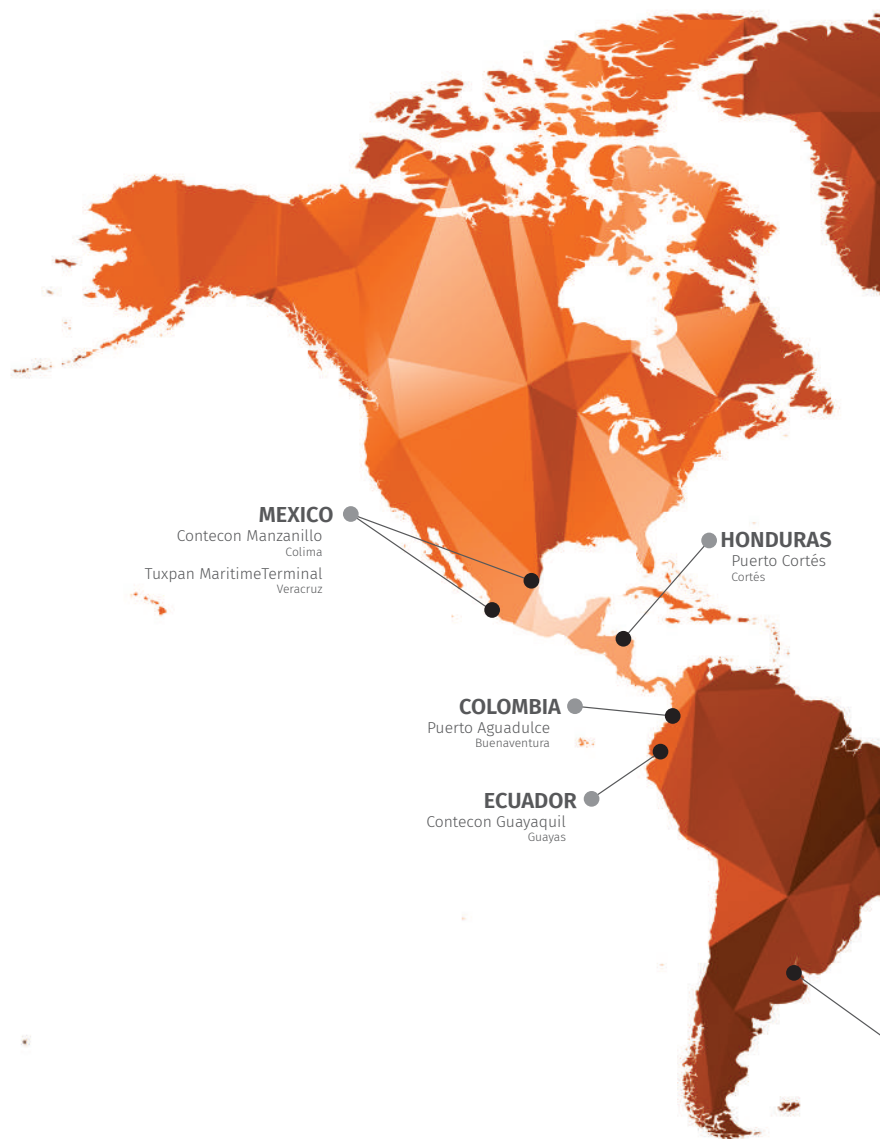 MEXICO
Contecon Manzanillo
Colima
Tuxpan MaritimeTerminal
Veracruz
HONDURAS
Puerto Cortés
Cortés
COLOMBIA
Puerto Aguadulce
Buenaventura
ECUADOR
Contecon Guayaquil
Guayas